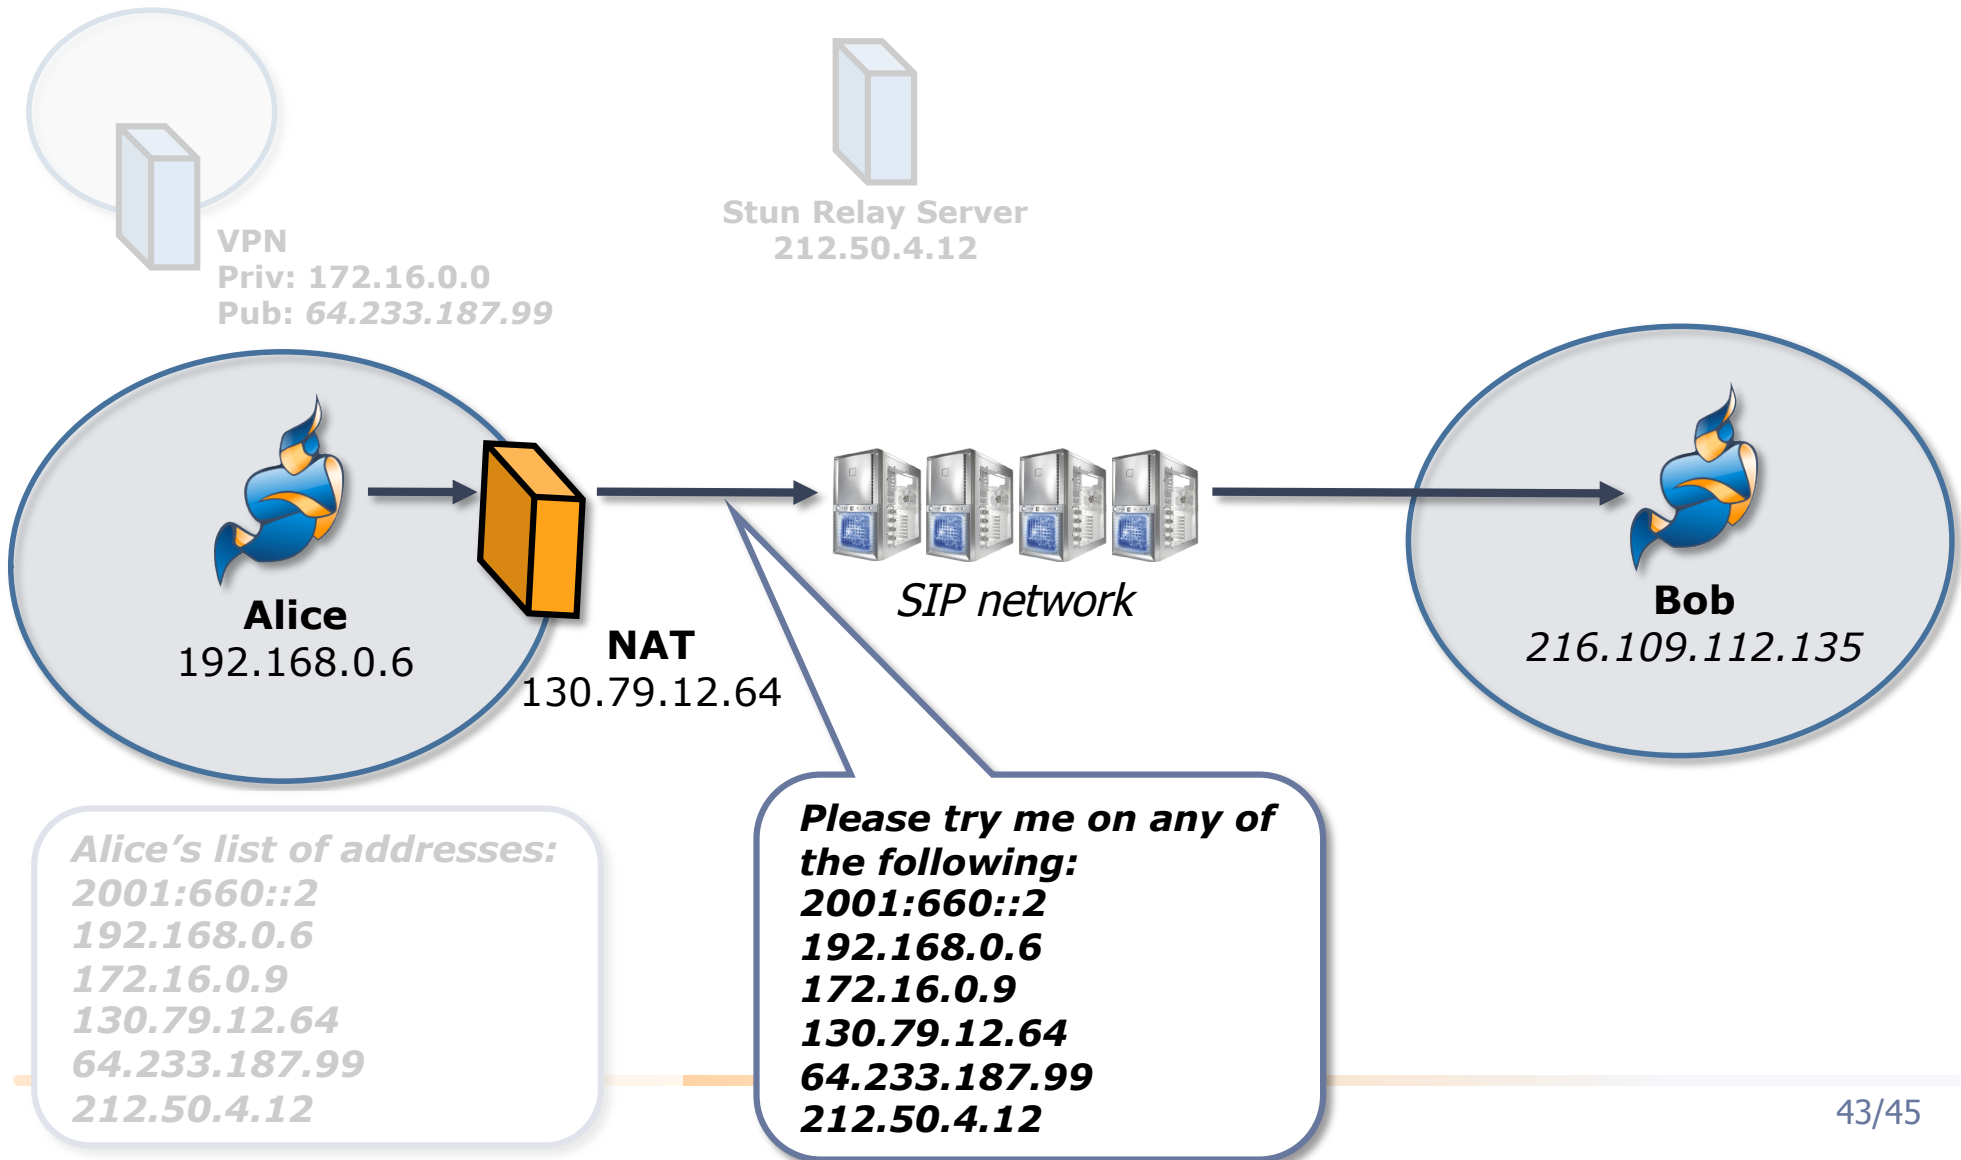 Stun Relay Server
212.50.4.12
VPN
Priv: 172.16.0.0
Pub: 64.233.187.99
Alice
192.168.0.6
NAT
130.79.12.64
SIP network
Bob
216.109.112.135
Alice’s list of addresses:
2001:660::2
192.168.0.6
172.16.0.9
130.79.12.64
64.233.187.99
212.50.4.12
Please try me on any of
the following:
2001:660::2
192.168.0.6
172.16.0.9
130.79.12.64
64.233.187.99
212.50.4.12
43/45